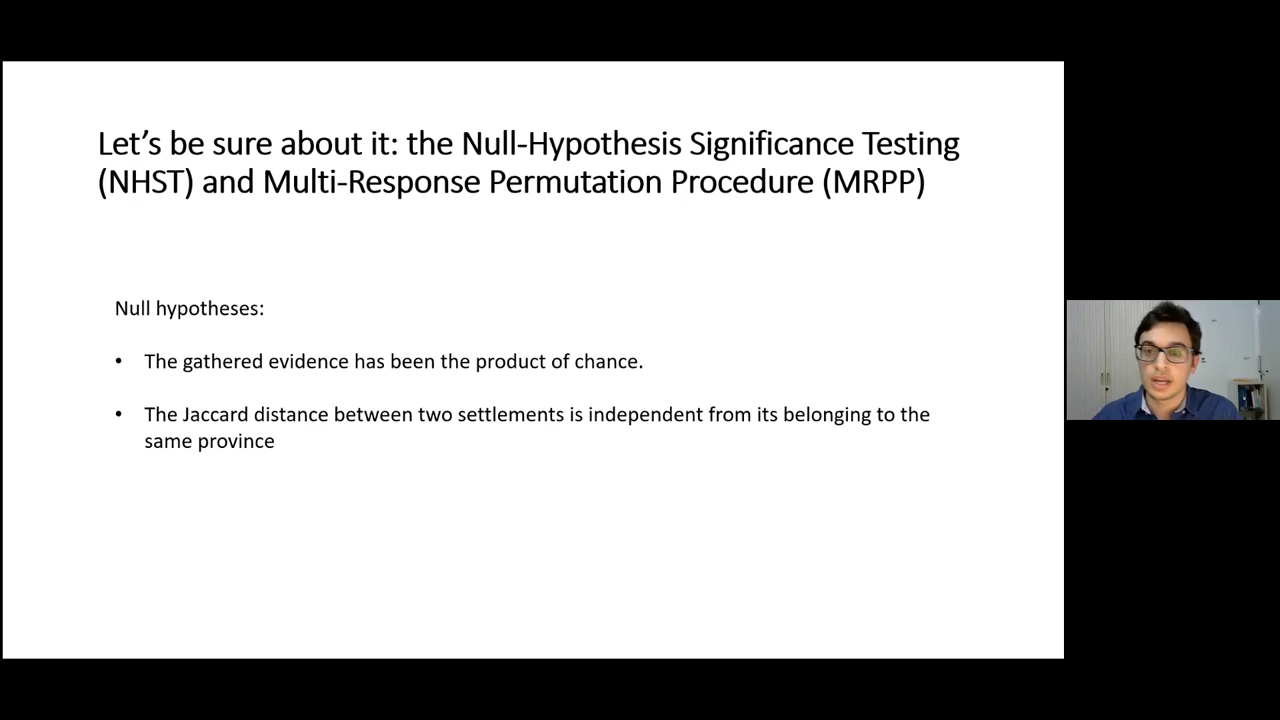 Let’s be sure about it: the Null-Hypothesis Significance Testing
(NHST) and Multi-Response Permutation Procedure (MRPP)
Null hypotheses:
• The gathered evidence has been the product of chance.
• The Jaccard distance between two settlements is independent from its belonging to the
same province